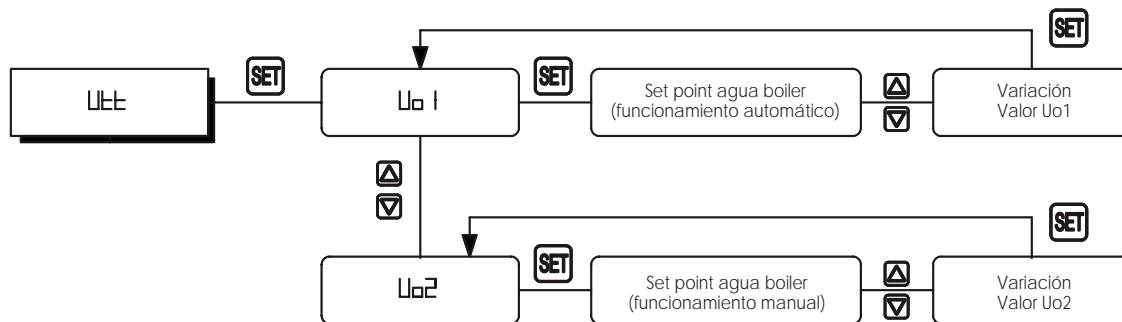 SET
Utt
SET
Uo1
SET
Set point agua boiler
(funcionamiento automático)
Variación
Valor Uo1
SET
Uo2
SET
Set point agua boiler
(funcionamiento manual)
Variación
Valor Uo2